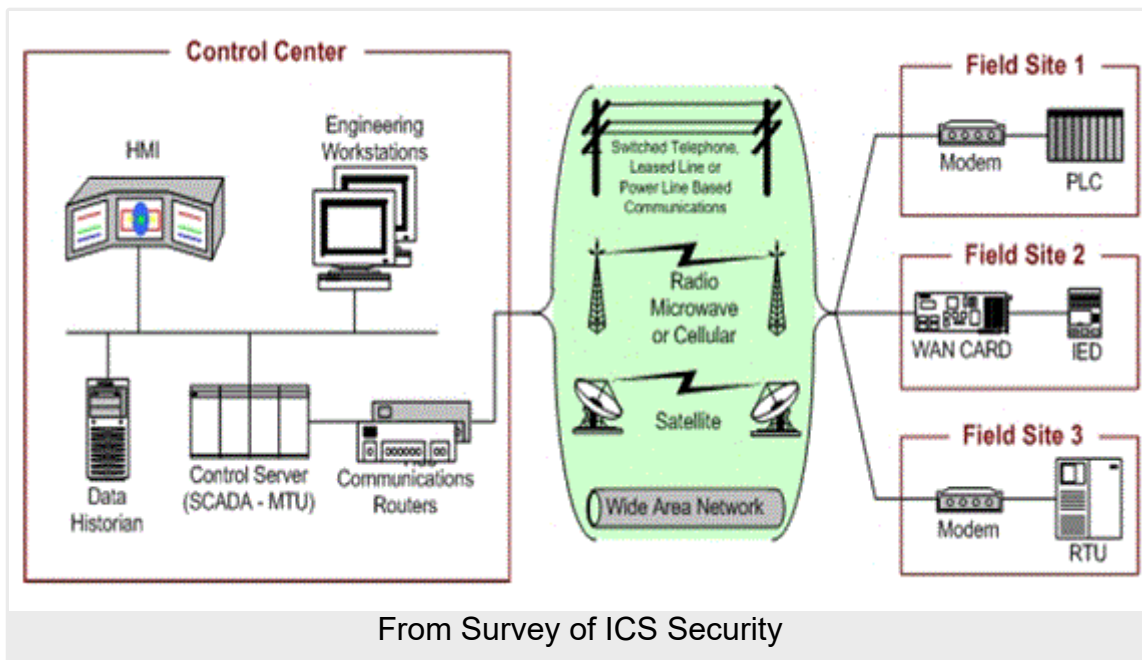 Control Center
HMI
Engineering
Workstations
Data
Historian
Control Server
(SCADA - MTU)
Communications
Routers
Switched Telephone,
Leased Line or
Power Line Based
Communications
Radio
Microwave
or Cellular
Satellite
Wide Area Network
Field Site 1
Modem
PLC
Field Site 2
WAN CARD
IED
Field Site 3
Modem
RTU
From Survey of ICS Security